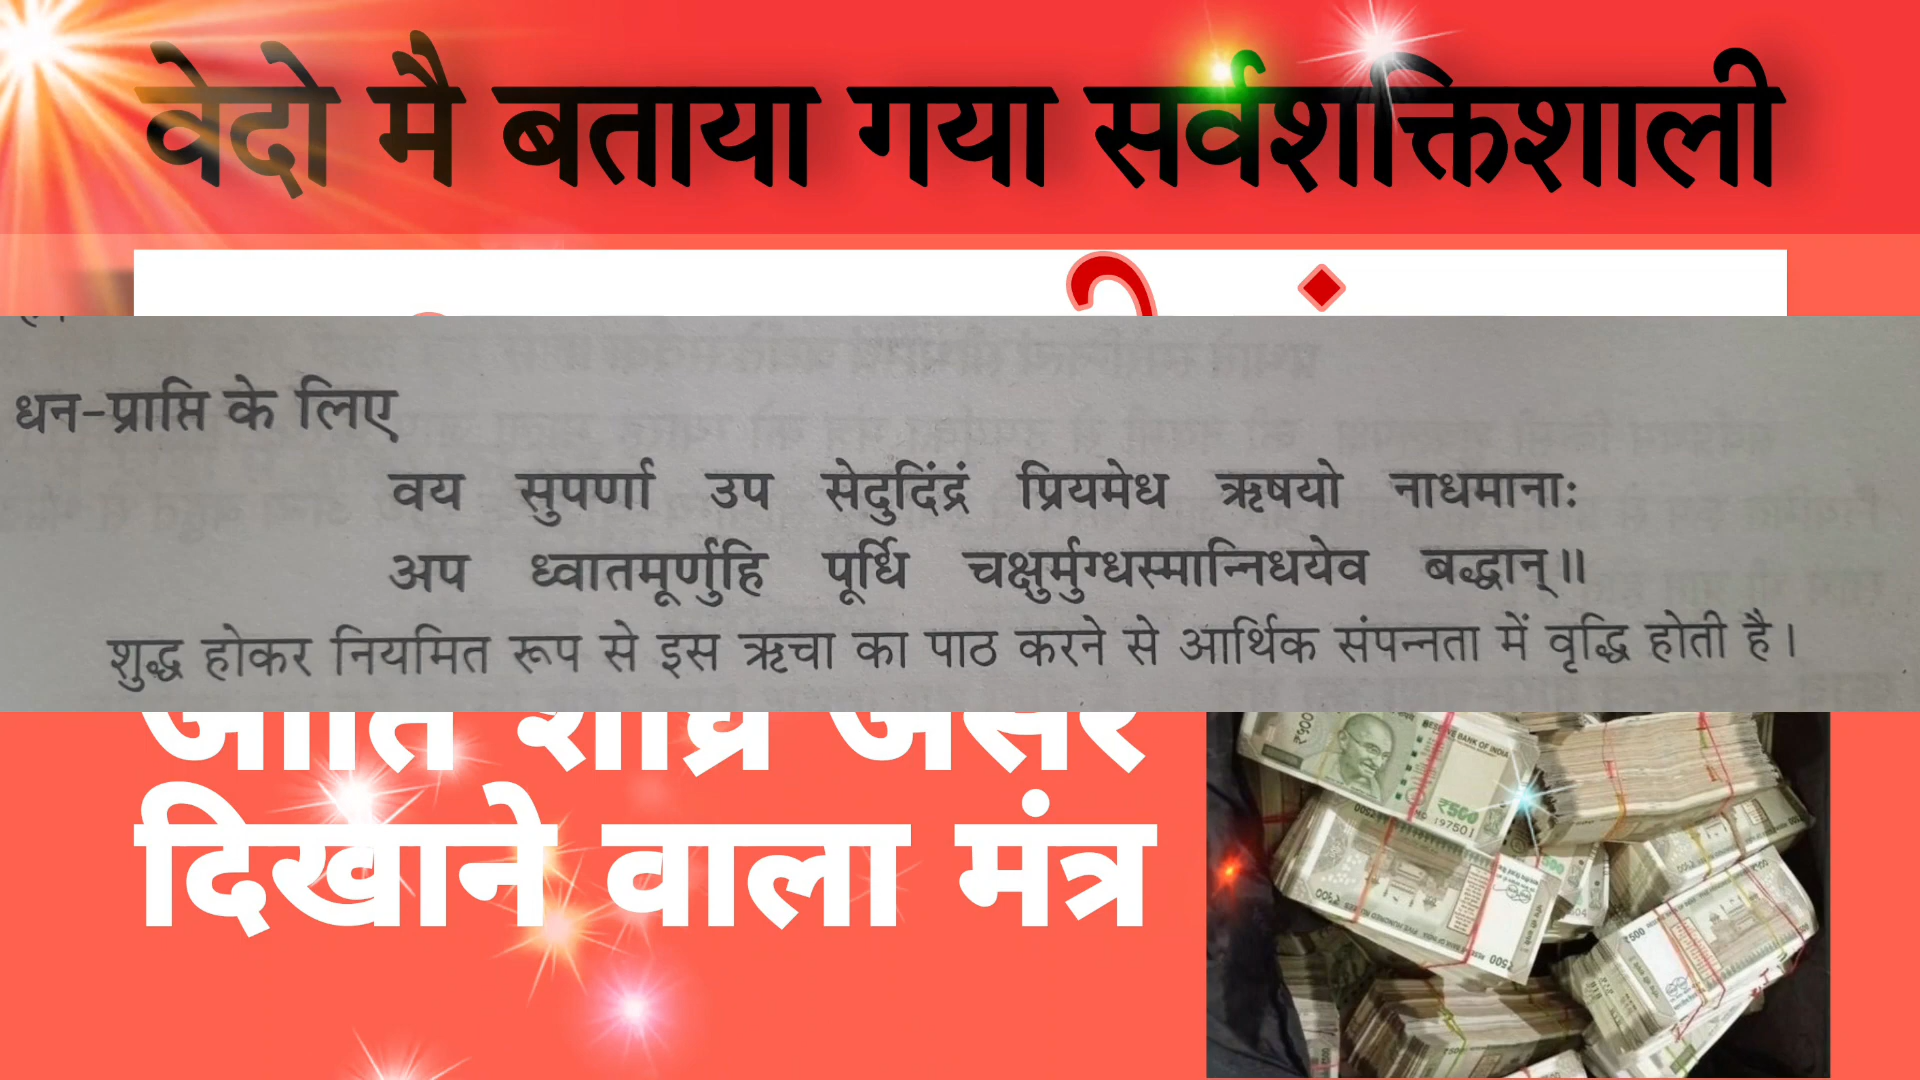 वेदो मै बताया गया सर्वशक्तिशाली
धन-प्राप्ति के लिए
वय सुपर्णा उप सेदुदिंद्रं प्रियमेध ऋषयो नाधमानाः
अप ध्वातमूर्णुहि पूर्धि चक्षुर्मुग्धस्मान्निधयेव बद्धान्॥
शुद्ध होकर नियमित रूप से इस ऋचा का पाठ करने से आर्थिक संपन्नता में वृद्धि होती है।
दिखाने वाला मंत्र